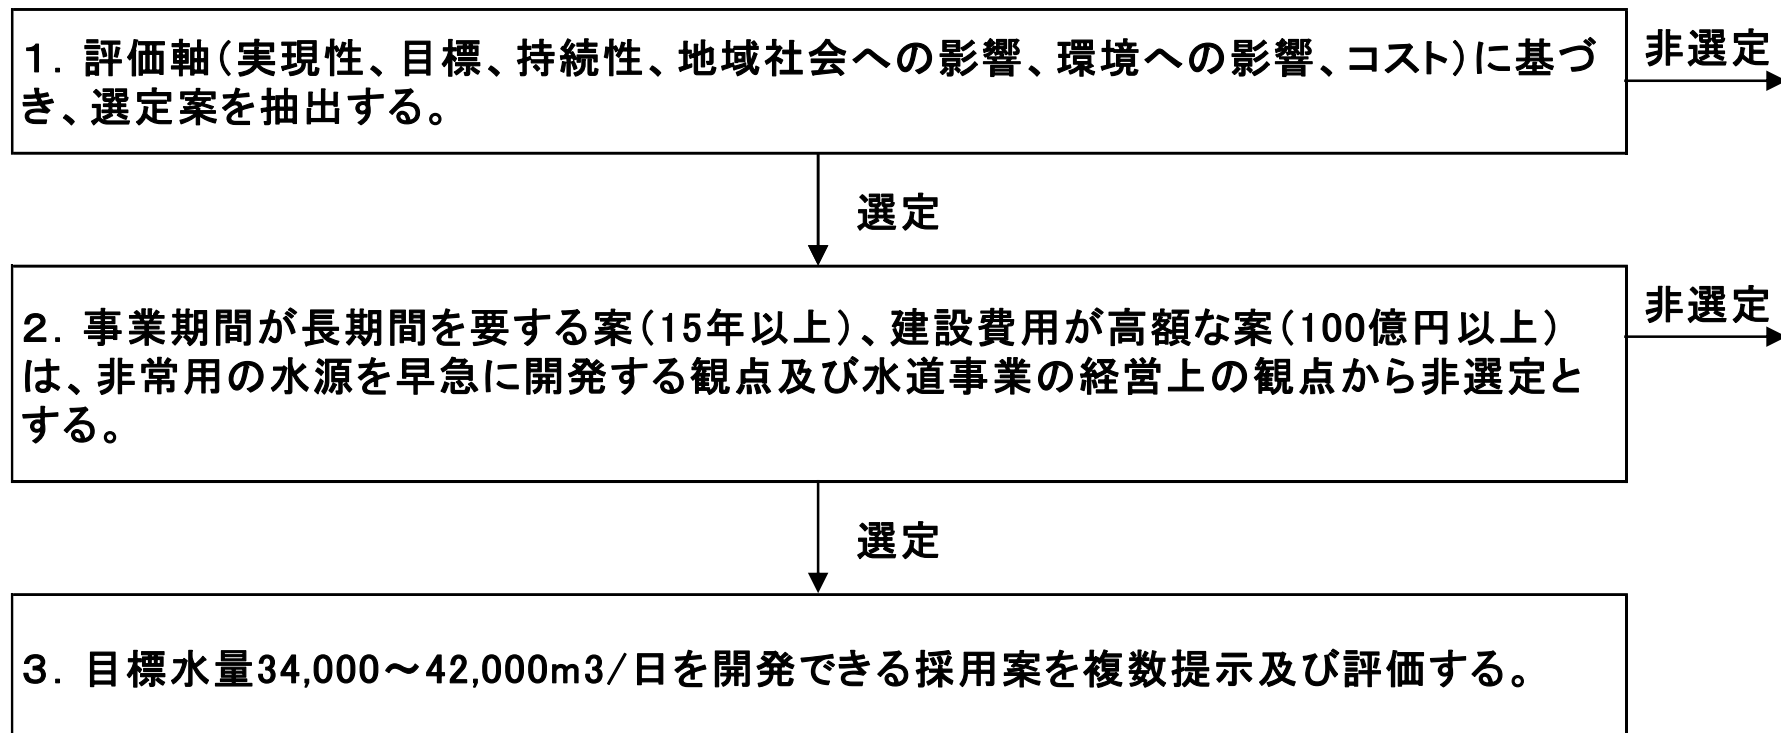 １．評価軸（実現性、目標、持続性、地域社会への影響、環境への影響、コスト）に基づ
き、選定案を抽出する。
非選定
選定
２．事業期間が長期間を要する案（15年以上）、建設費用が高額な案（100億円以上）
は、非常用の水源を早急に開発する観点及び水道事業の経営上の観点から非選定と
する。
非選定
選定
３．目標水量34,000～42,000m3/日を開発できる採用案を複数提示及び評価する。